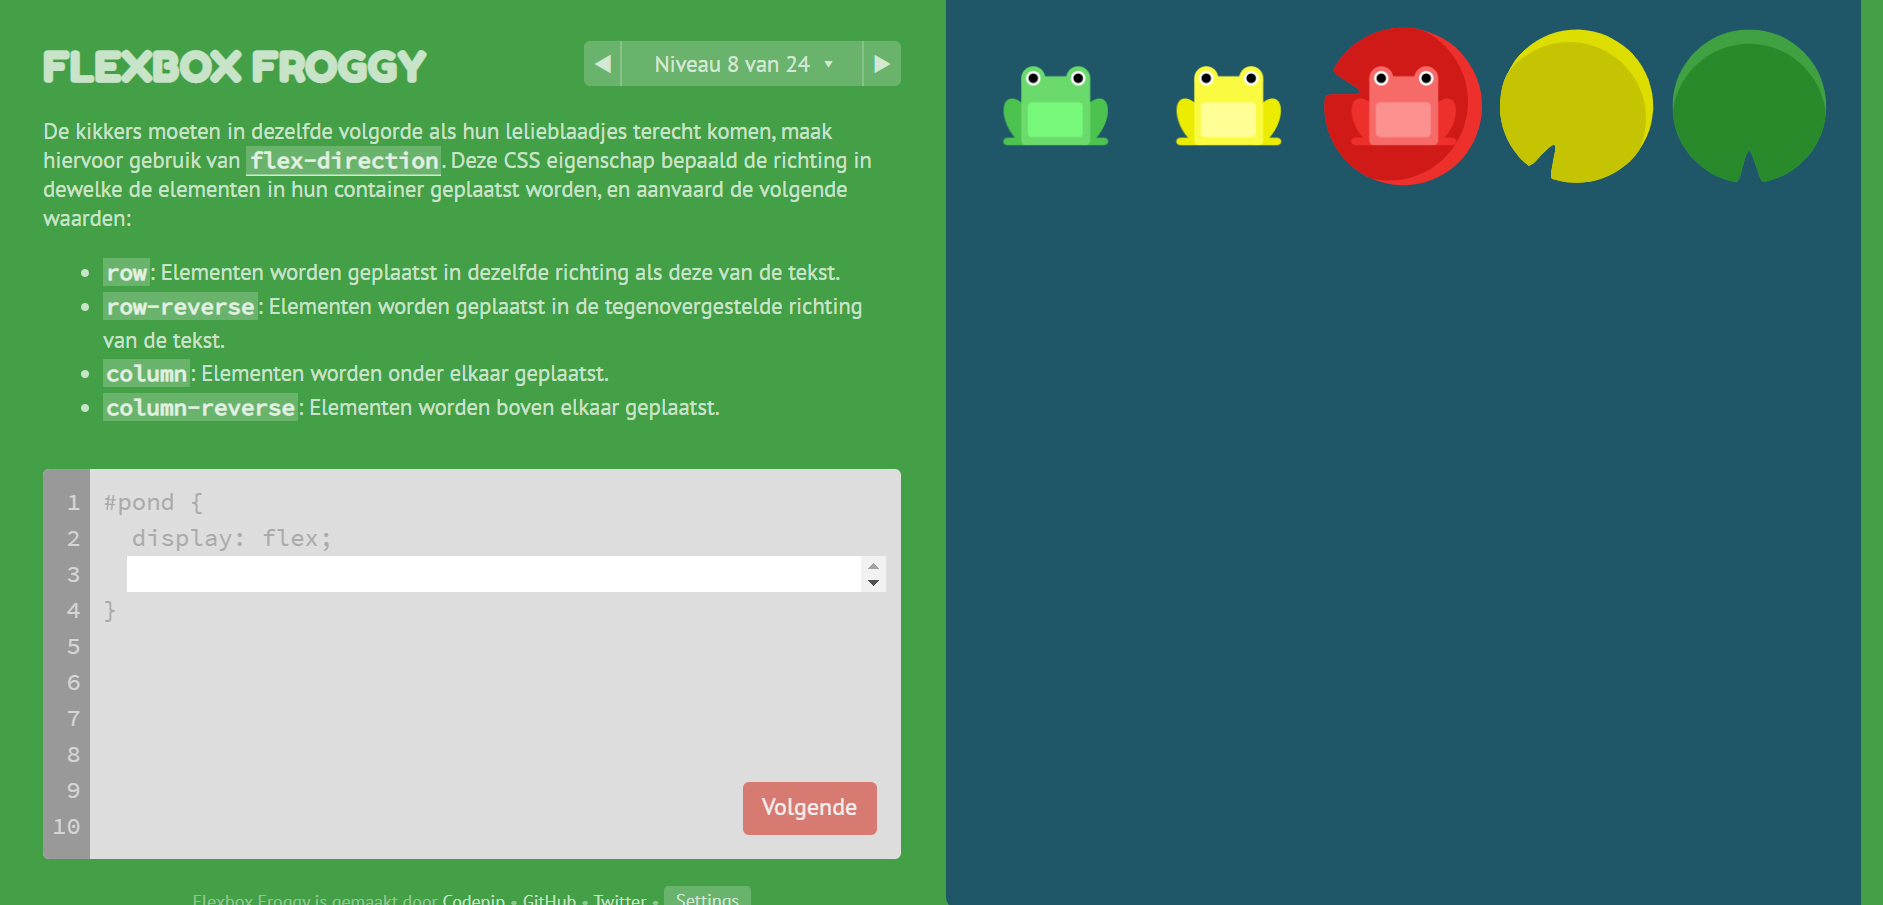 FLEXBOX FROGGY
Niveau 8 van 24
De kikkers moeten in dezelfde volgorde als hun lelieblaadjes terecht komen, maak
hiervoor gebruik van flex-direction. Deze CSS eigenschap bepaald de richting in
dewelke de elementen in hun container geplaatst worden, en aanvaard de volgende
waarden:
row: Elementen worden geplaatst in dezelfde richting als deze van de tekst.
row-reverse: Elementen worden geplaatst in de tegenovergestelde richting
van de tekst.
column: Elementen worden onder elkaar geplaatst.
column-reverse: Elementen worden boven elkaar geplaatst.
1 #pond {
2 display: flex;
3
4 }
5
6
7
8
9
10
Volgende
Flexbox Froggy is gemaakt door Codepip • GitHub • Twitter • Settings